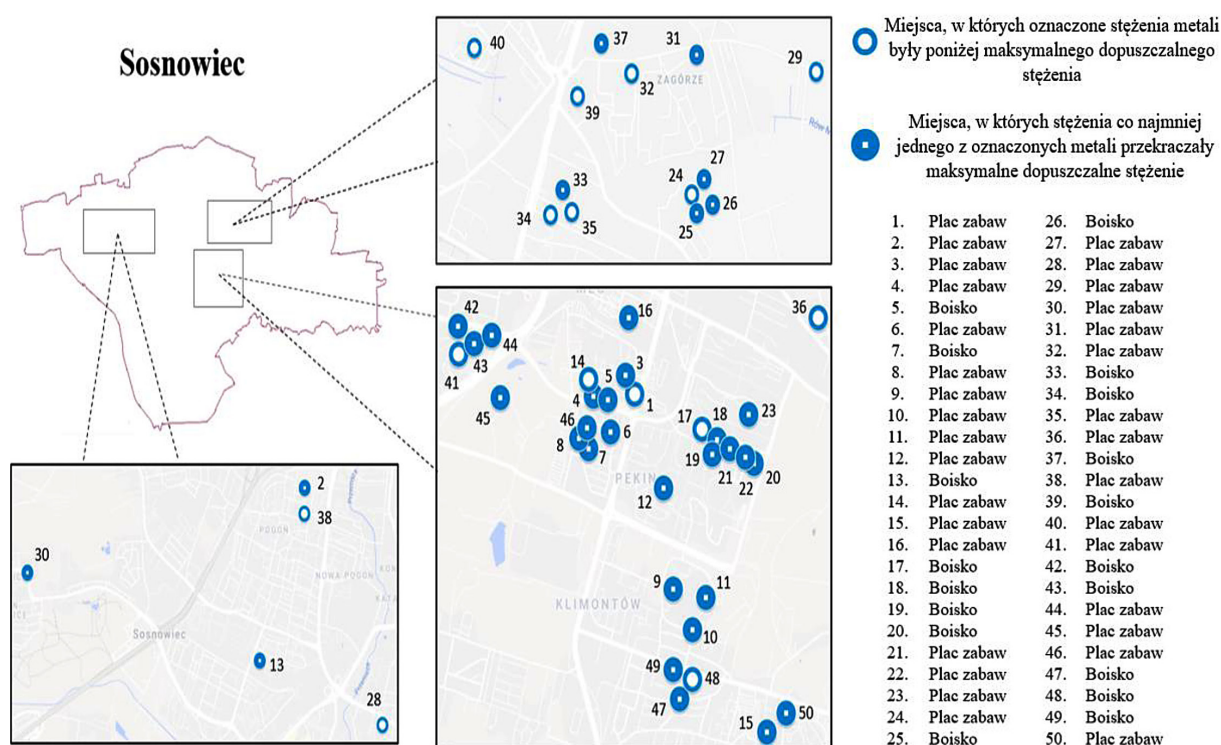 Sosnowiec
40
37
31
29
32
ZAGÓRZE
39
33
34
35
27
24
26
25
42
44
43
41
45
16
36
14
5
3
4
1
46
6
8
7
17
18
23
19
21
22
20
PEKIN
12
9
11
KLIMONTÓW
10
49
48
47
50
15
2
38
POGOŃ
30
NOWA-POGOŃ
Sosnowiec
13
28
Miejsca, w których oznaczone stężenia metali
były poniżej maksymalnego dopuszczalnego
stężenia
Miejsca, w których stężenia co najmniej
jednego z oznaczonych metali przekraczały
maksymalne dopuszczalne stężenie
1. Plac zabaw
2. Plac zabaw
3. Plac zabaw
4. Plac zabaw
5. Boisko
6. Plac zabaw
7. Boisko
8. Plac zabaw
9. Plac zabaw
10. Plac zabaw
11. Plac zabaw
12. Plac zabaw
13. Boisko
14. Plac zabaw
15. Plac zabaw
16. Plac zabaw
17. Boisko
18. Boisko
19. Boisko
20. Boisko
21. Plac zabaw
22. Plac zabaw
23. Plac zabaw
24. Plac zabaw
25. Boisko
26. Boisko
27. Plac zabaw
28. Plac zabaw
29. Plac zabaw
30. Plac zabaw
31. Plac zabaw
32. Plac zabaw
33. Boisko
34. Boisko
35. Plac zabaw
36. Plac zabaw
37. Boisko
38. Plac zabaw
39. Boisko
40. Plac zabaw
41. Plac zabaw
42. Boisko
43. Boisko
44. Plac zabaw
45. Plac zabaw
46. Plac zabaw
47. Boisko
48. Boisko
49. Boisko
50. Plac zabaw